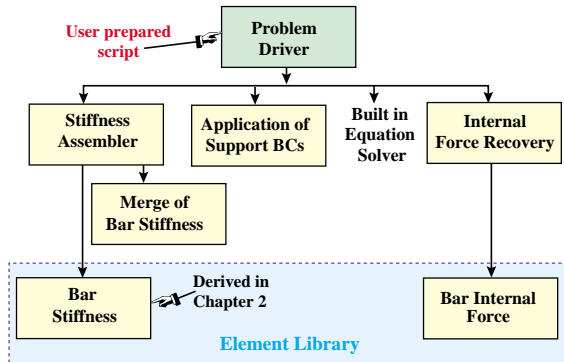 User prepared
script
Problem
Driver
Stiffness
Assembler
Application of
Support BCs
Built in
Equation
Solver
Internal
Force Recovery
Merge of
Bar Stiffness
Bar
Stiffness
Derived in
Chapter 2
Bar Internal
Force
Element Library